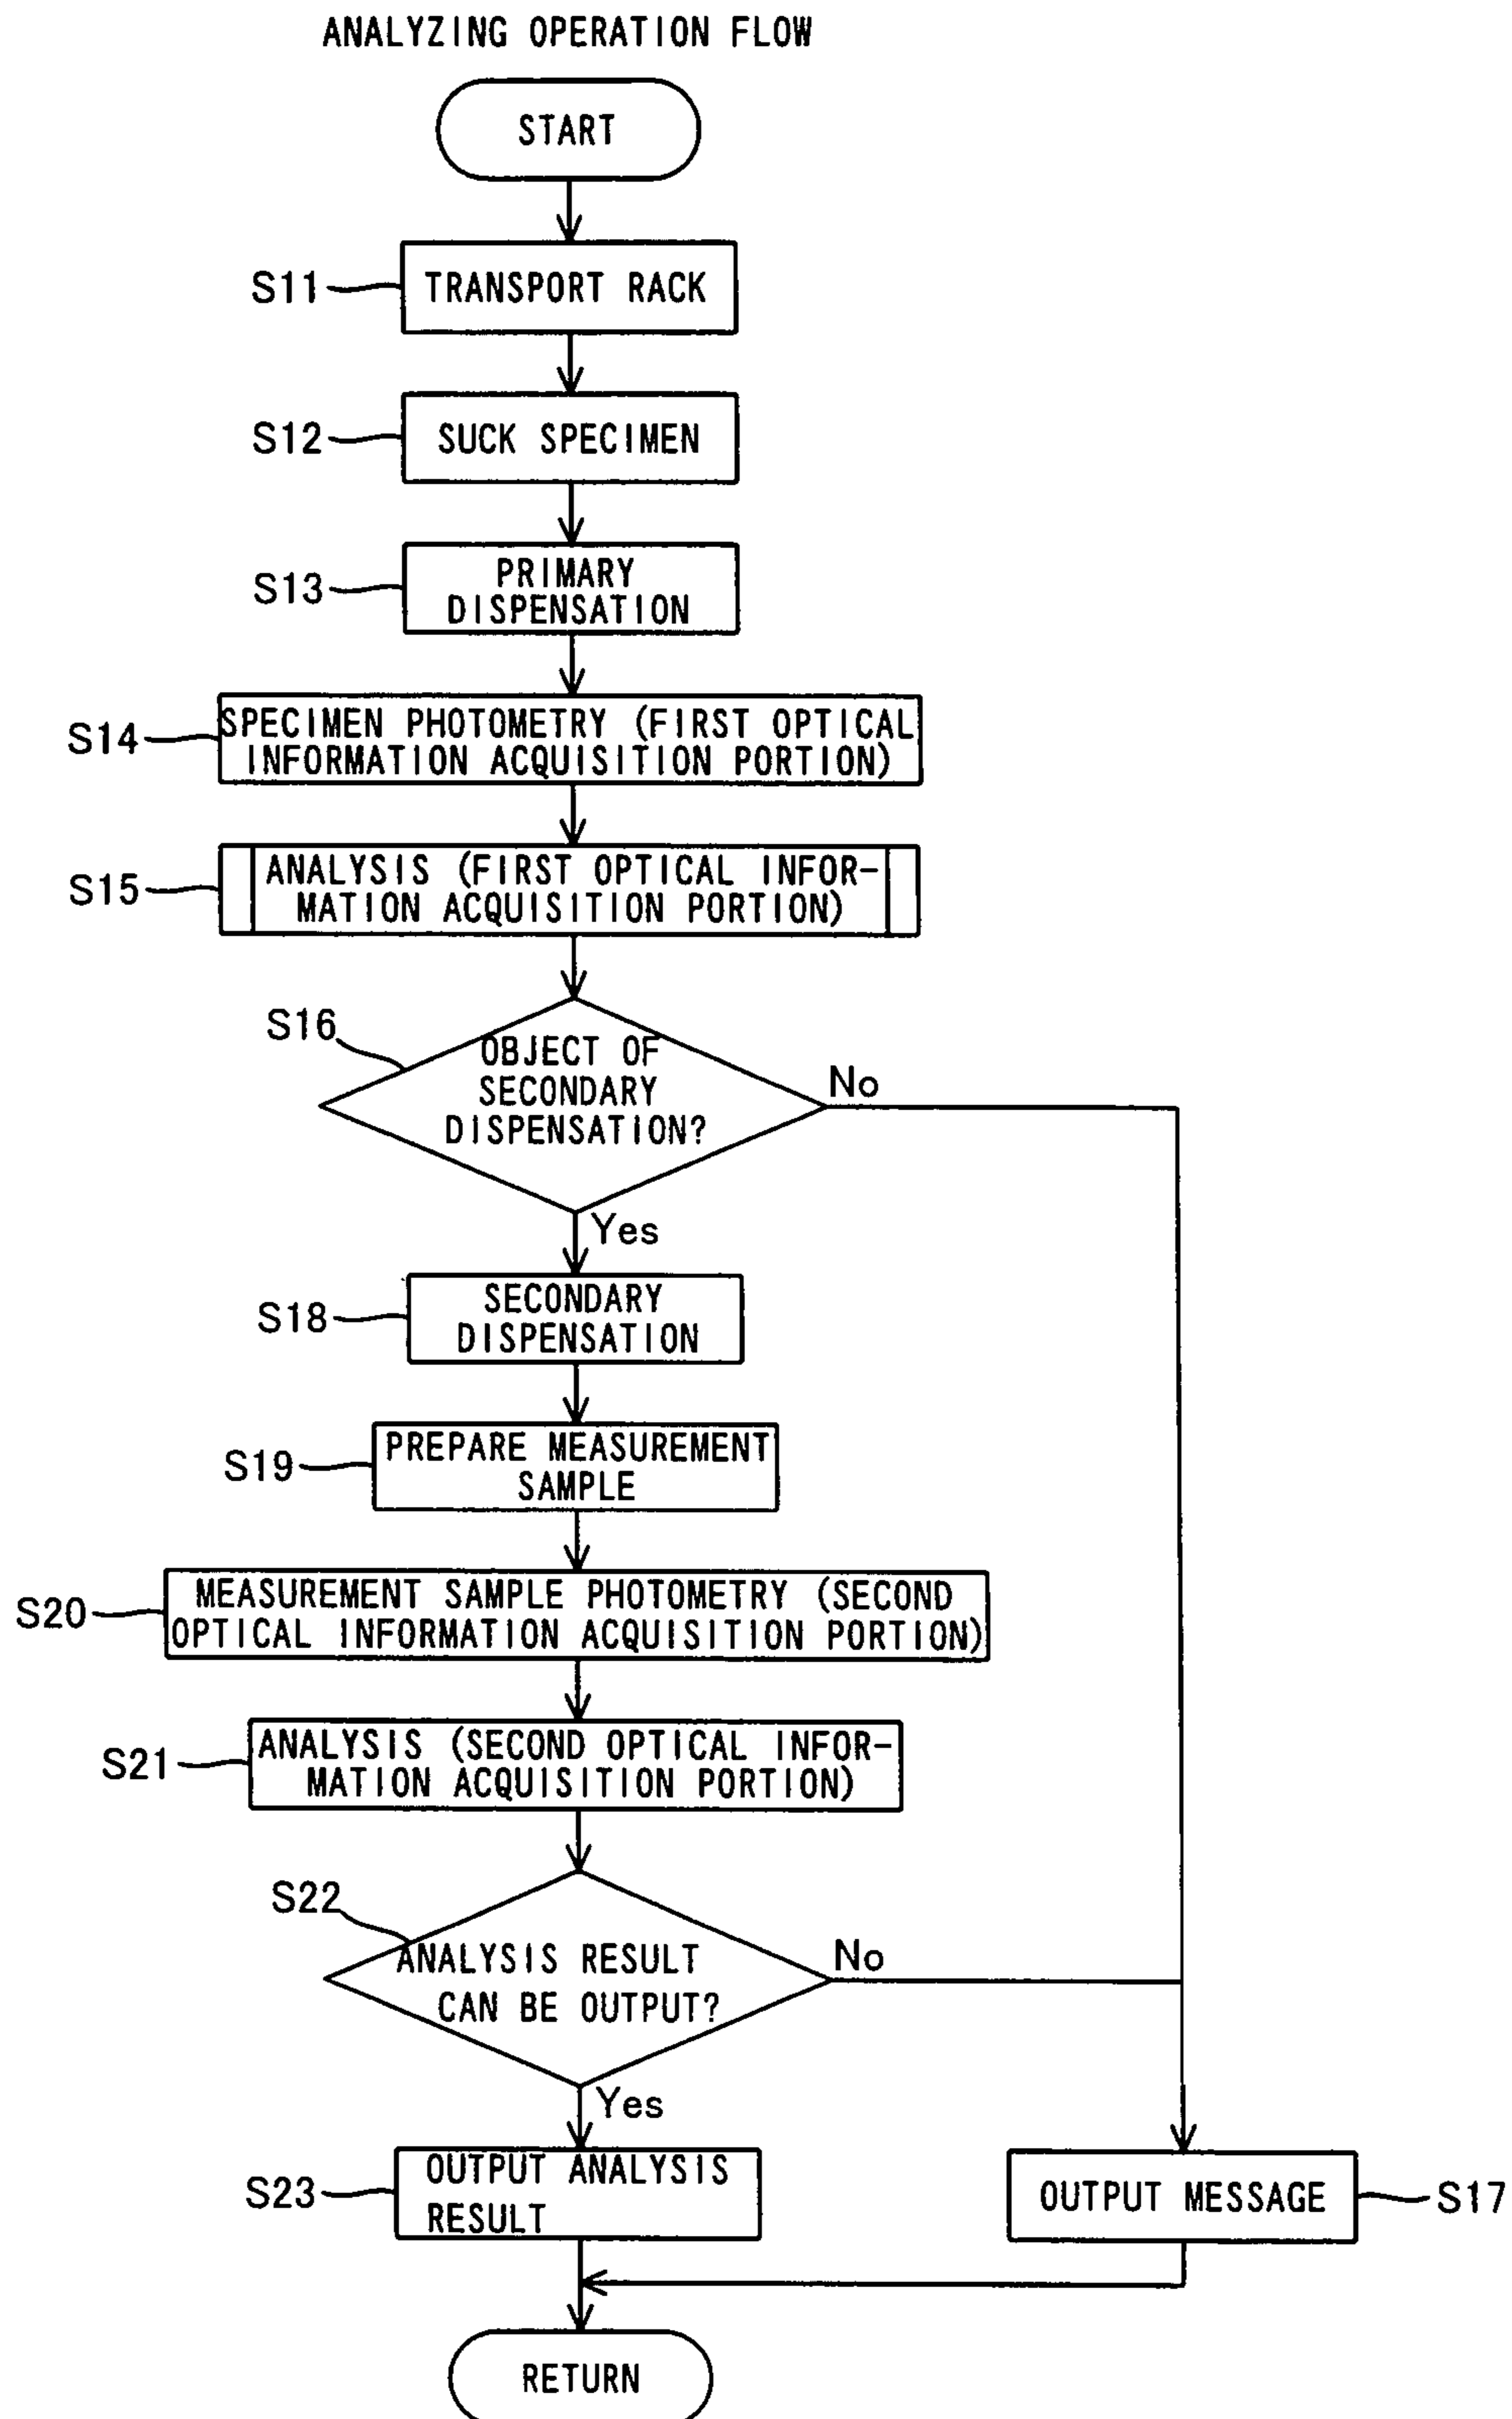 ANALYZING OPERATION FLOW
START
S11
TRANSPORT RACK
S12
SUCK SPECIMEN
S13
PRIMARY
DISPENSATION
S14
SPECIMEN PHOTOMETRY (FIRST OPTICAL
INFORMATION ACQUISITION PORTION)
S15
ANALYSIS (FIRST OPTICAL INFOR-
MATION ACQUISITION PORTION)
S16
OBJECT OF
SECONDARY
DISPENSATION?
No
Yes
S18
SECONDARY
DISPENSATION
S19
PREPARE MEASUREMENT
SAMPLE
S20
MEASUREMENT SAMPLE PHOTOMETRY (SECOND
OPTICAL INFORMATION ACQUISITION PORTION)
S21
ANALYSIS (SECOND OPTICAL INFOR-
MATION ACQUISITION PORTION)
S22
ANALYSIS RESULT
CAN BE OUTPUT?
No
Yes
S23
OUTPUT ANALYSIS
RESULT
OUTPUT MESSAGE
S17
RETURN